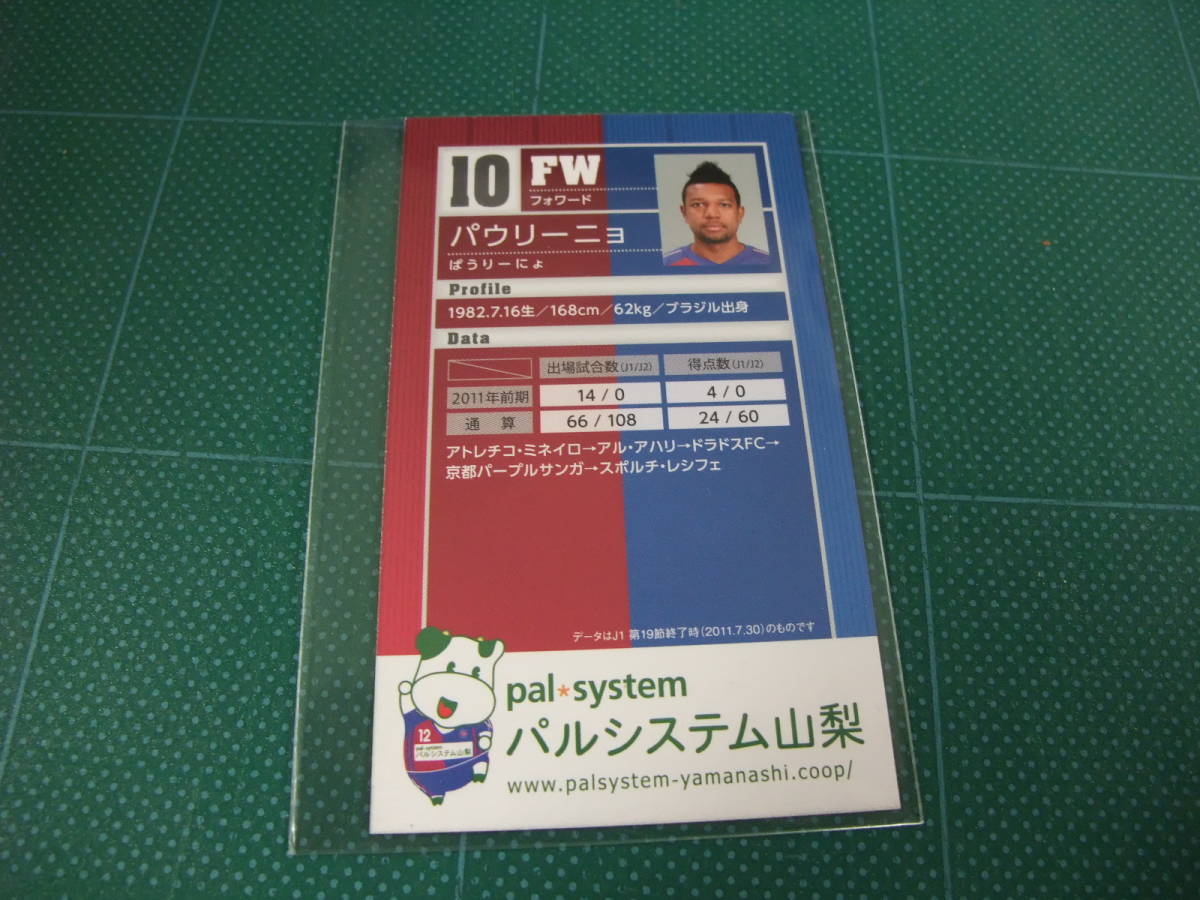 10 FW
フォワード
パウリーニョ
ぱうりーにょ
Profile
1982.7.16生／168cm／62kg／ブラジル出身
Data
出場試合数(J1/J2) 得点数(J1/J2)
2011年前期 14 / 0 4 / 0
通 算 66 / 108 24 / 60
アトレチコ・ミネイロ→アル・アハリ→ドラドスFC→
京都パープルサンガ→スポルチ・レシフェ
データはJ1 第19節終了時(2011.7.30)のものです
pal*system
パルシステム山梨
www.palsystem-yamanashi.coop/
12
pal*system
パルシステム山梨